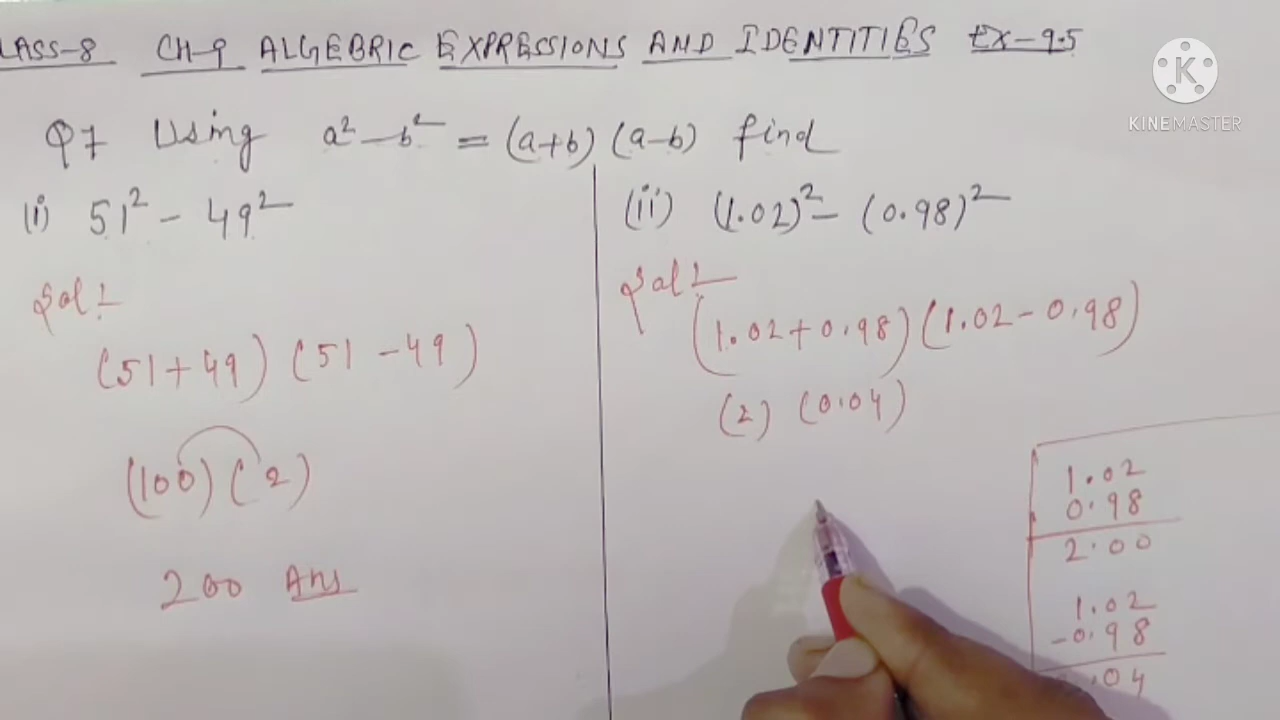 LASS-8 CH-9 ALGEBRIC EXPRESSIONS AND IDENTITIES EX-9.5
K
KINEMASTER
Q7 Using a² - b² = (a+b) (a-b) find
(i) 51² - 49²
Sol:
(51 + 49) (51 - 49)
(100) (2)
200 Ans
(ii) (1.02)² - (0.98)²
Sol:
(1.02 + 0.98) (1.02 - 0.98)
(2) (0.04)
1.02
0.98
2.00
1.02
-0.98
.04